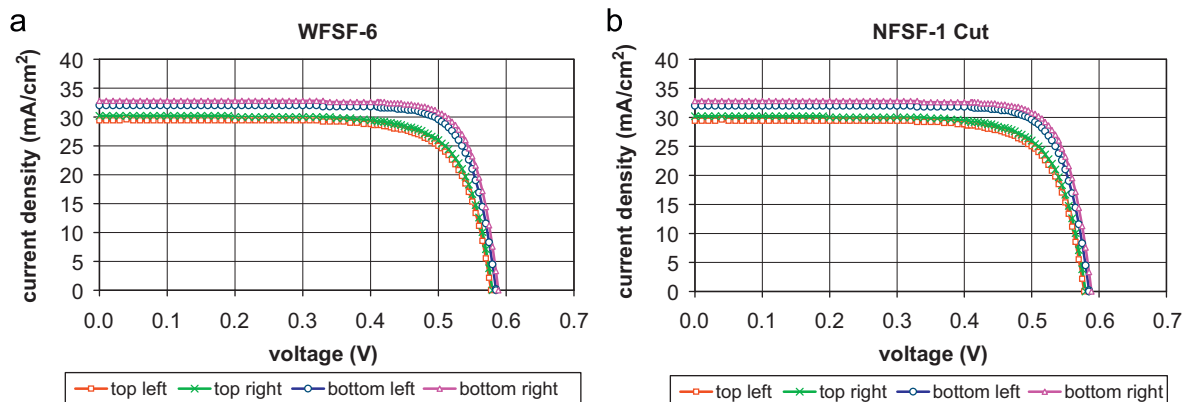 a
WFSF-6
current density (mA/cm²)
40
35
30
25
20
15
10
5
0
0.0 0.1 0.2 0.3 0.4 0.5 0.6 0.7
voltage (V)
top left top right bottom left bottom right
b
NFSF-1 Cut
current density (mA/cm²)
40
35
30
25
20
15
10
5
0
0.0 0.1 0.2 0.3 0.4 0.5 0.6 0.7
voltage (V)
top left top right bottom left bottom right